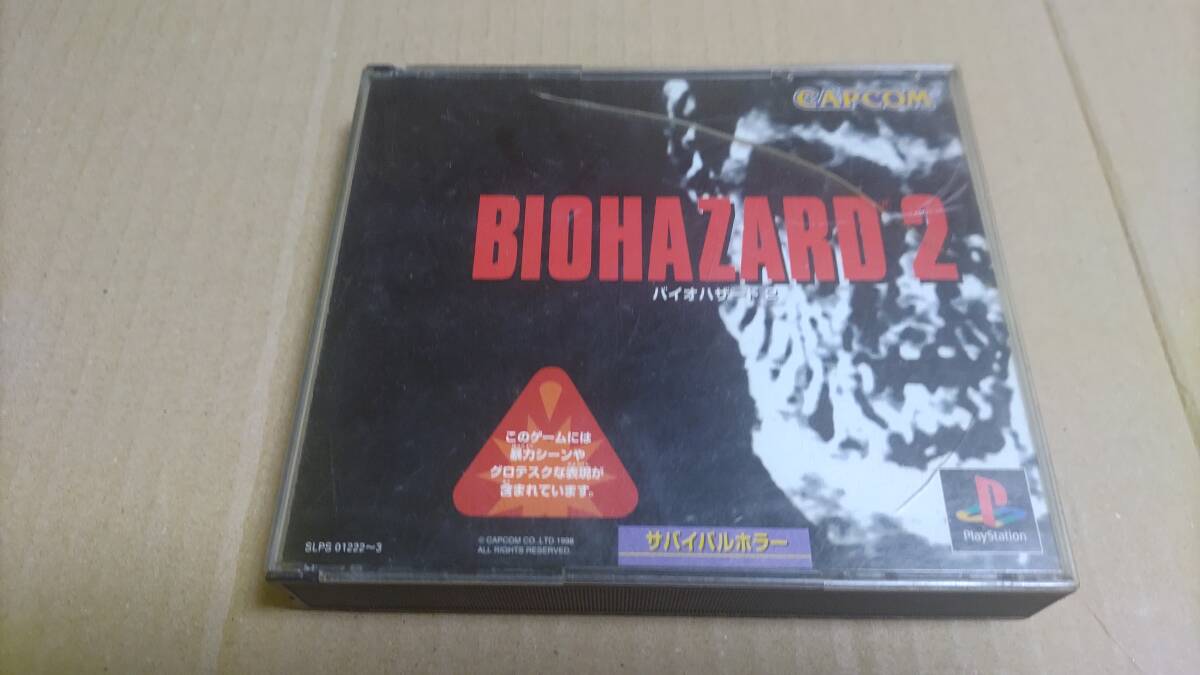 CAPCOM
BIOHAZARD 2
バイオハザード2
このゲームには
暴力シーンや
グロテスクな表現が
含まれています。
SLPS 01222〜3
© CAPCOM CO., LTD 1998
ALL RIGHTS RESERVED.
サバイバルホラー
PlayStation